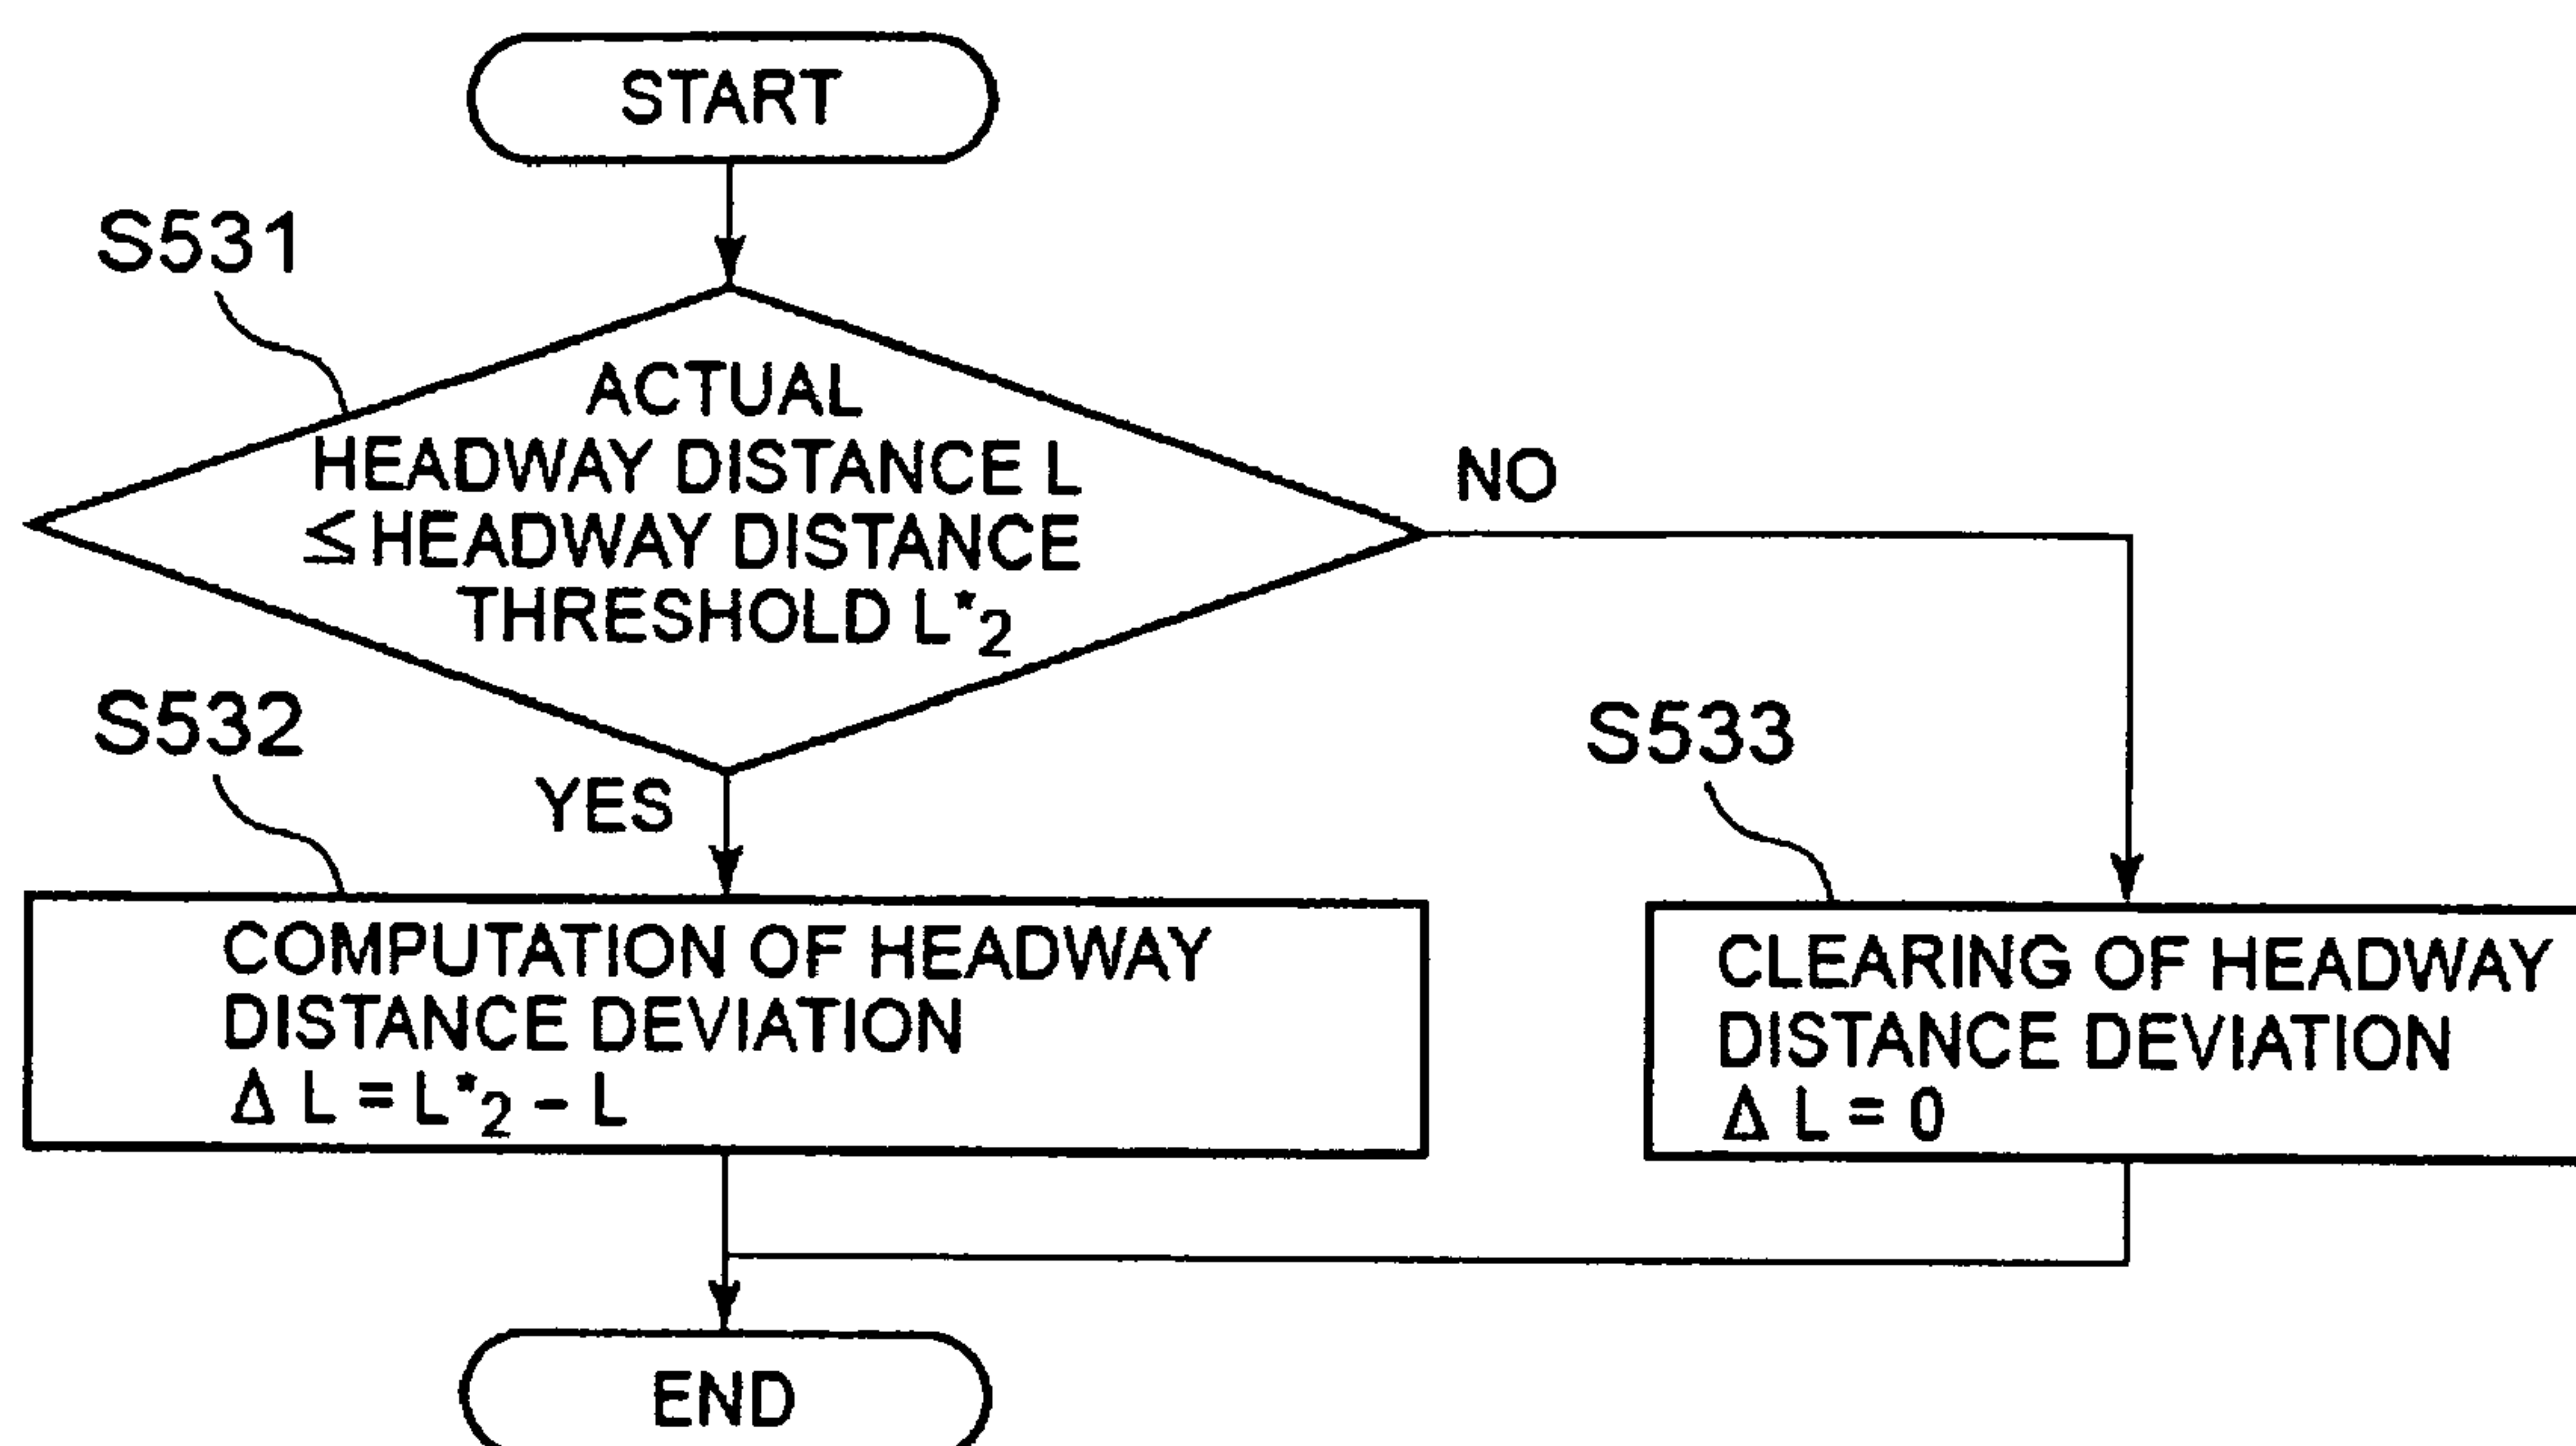 START
S531
ACTUAL
HEADWAY DISTANCE L
≤ HEADWAY DISTANCE
THRESHOLD L*2
NO
YES
S532
COMPUTATION OF HEADWAY
DISTANCE DEVIATION
Δ L = L*2 – L
S533
CLEARING OF HEADWAY
DISTANCE DEVIATION
Δ L = 0
END